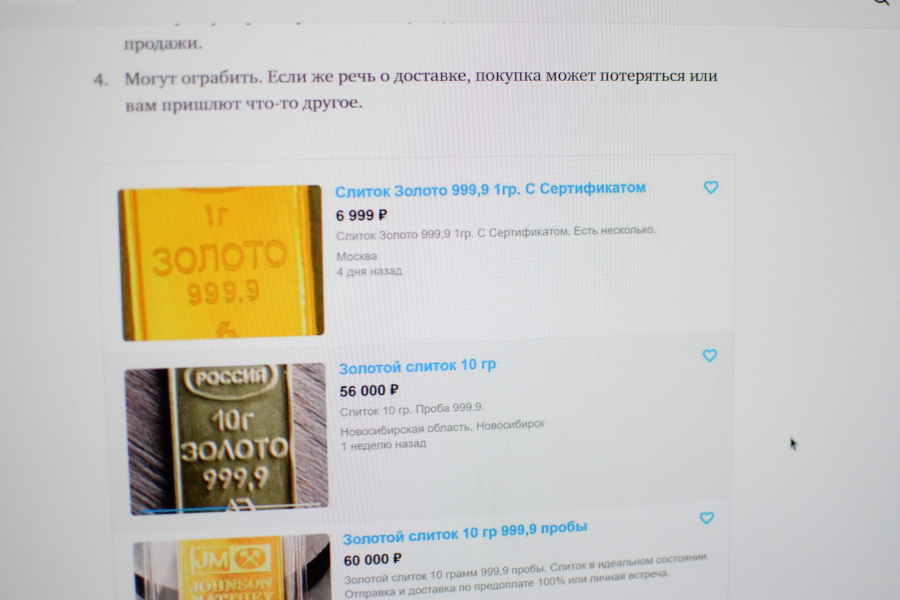 продажи.
4. Могут ограбить. Если же речь о доставке, покупка может потеряться или
вам пришлют что-то другое.
1г
ЗОЛОТО
999.9
Слиток Золото 999,9 1гр. С Сертификатом
6 999 ₽
Слиток Золото 999,9 1гр. С Сертификатом. Есть несколько.
Москва
4 дня назад
РОССИЯ
10г
ЗОЛОТО
999,9
Золотой слиток 10 гр
56 000 ₽
Слиток 10 гр. Проба 999.9.
Новосибирская область, Новосибирск
1 неделю назад
JM
JOHNSON
MATTHEY
Золотой слиток 10 гр 999,9 пробы
60 000 ₽
Золотой слиток 10 грамм 999,9 пробы. Слиток в идеальном состоянии.
Отправка и доставка по предоплате 100% или личная встреча.